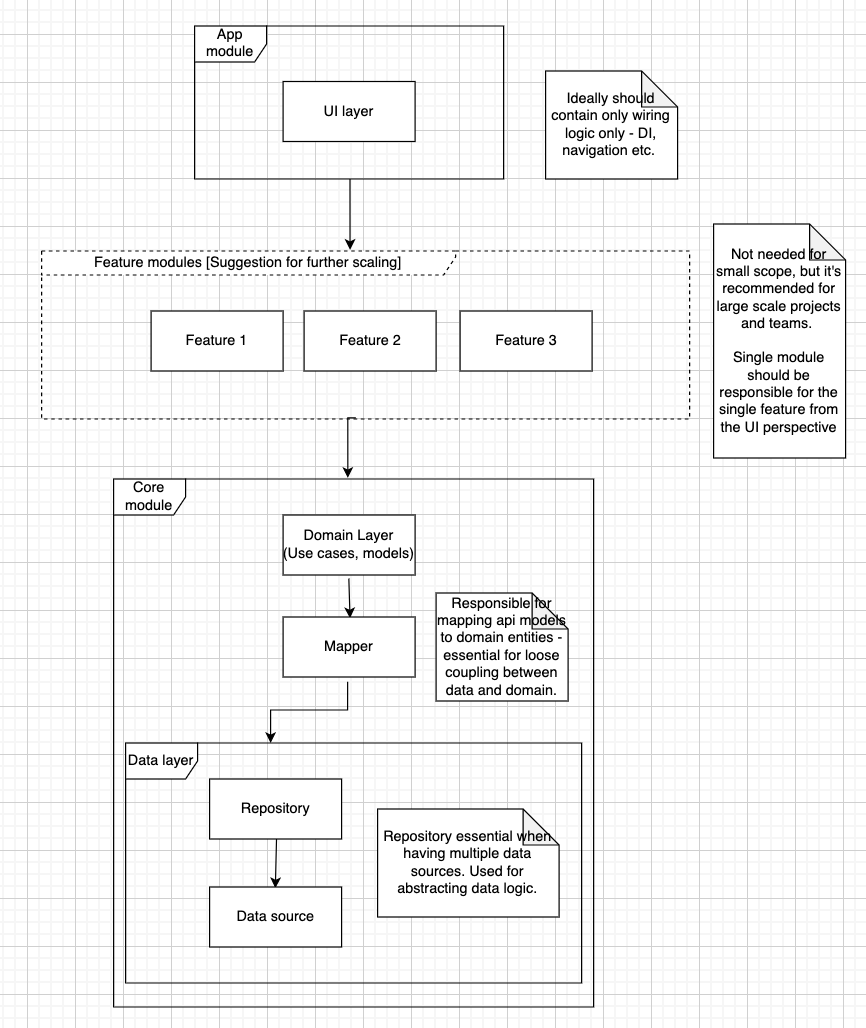 App
module
UI layer
Ideally should
contain only wiring
logic only - DI,
navigation etc.
Feature modules [Suggestion for further scaling]
Feature 1
Feature 2
Feature 3
Not needed for
small scope, but it's
recommended for
large scale projects
and teams.
Single module
should be
responsible for the
single feature from
the UI perspective
Core
module
Domain Layer
(Use cases, models)
Mapper
Responsible for
mapping api models
to domain entities -
essential for loose
coupling between
data and domain.
Data layer
Repository
Repository essential when
having multiple data
sources. Used for
abstracting data logic.
Data source